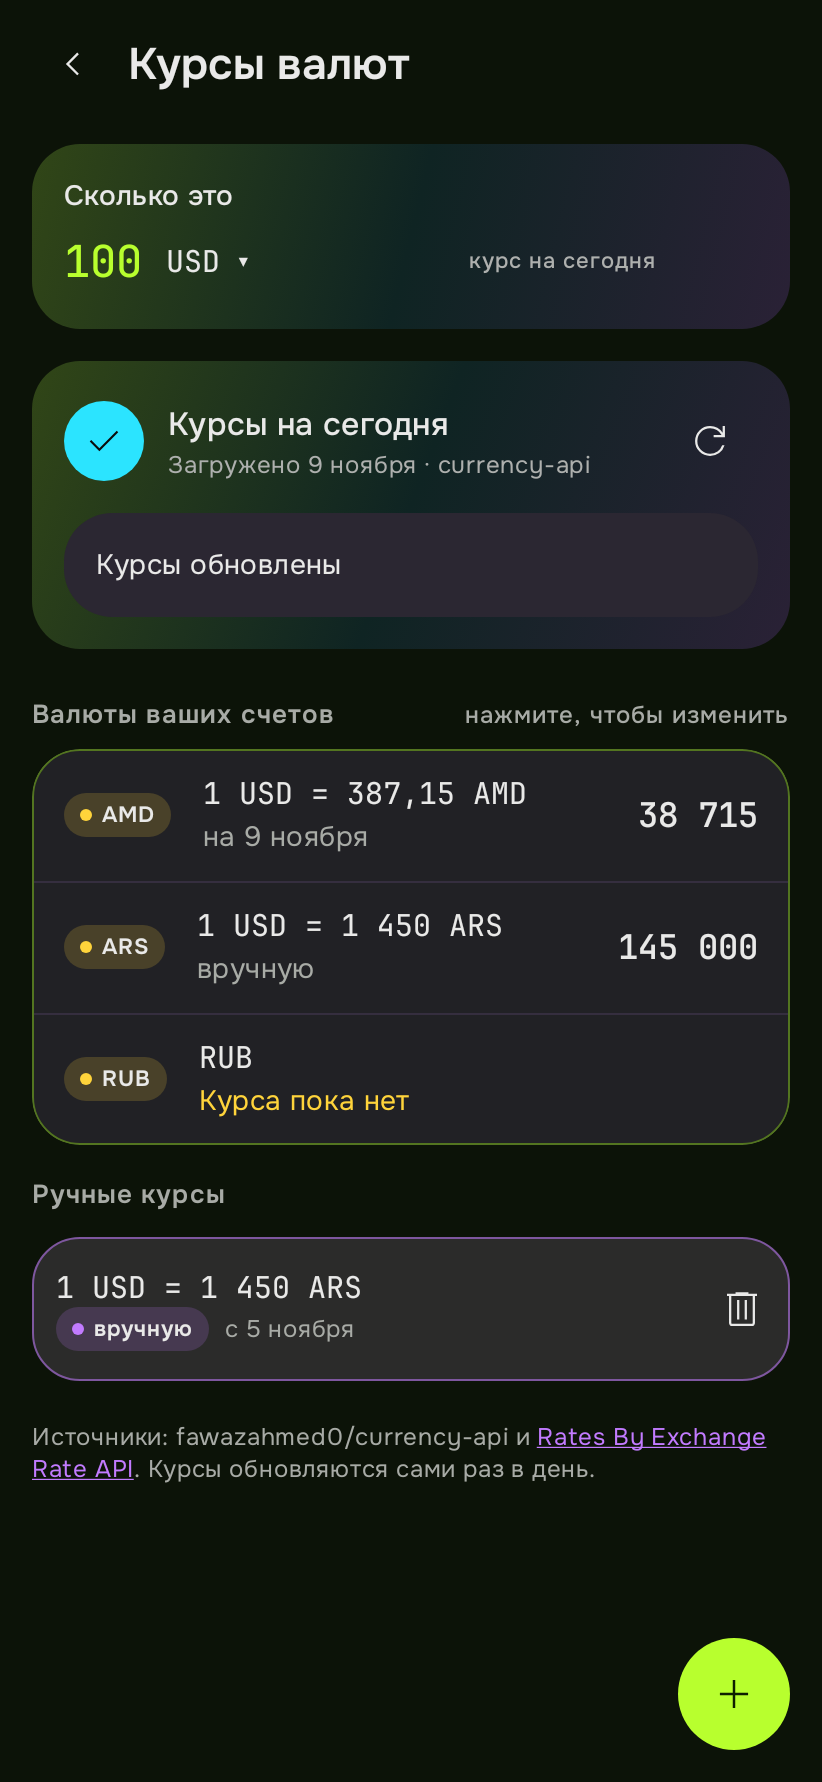 Курсы валют
Сколько это
100 USD ▾
курс на сегодня
Курсы на сегодня
Загружено 9 ноября · currency-api
Курсы обновлены
Валюты ваших счетов
нажмите, чтобы изменить
AMD
1 USD = 387,15 AMD
на 9 ноября
38 715
ARS
1 USD = 1 450 ARS
вручную
145 000
RUB
RUB
Курса пока нет
Ручные курсы
1 USD = 1 450 ARS
вручную
с 5 ноября
Источники: fawazahmed0/currency-api и Rates By Exchange
Rate API. Курсы обновляются сами раз в день.